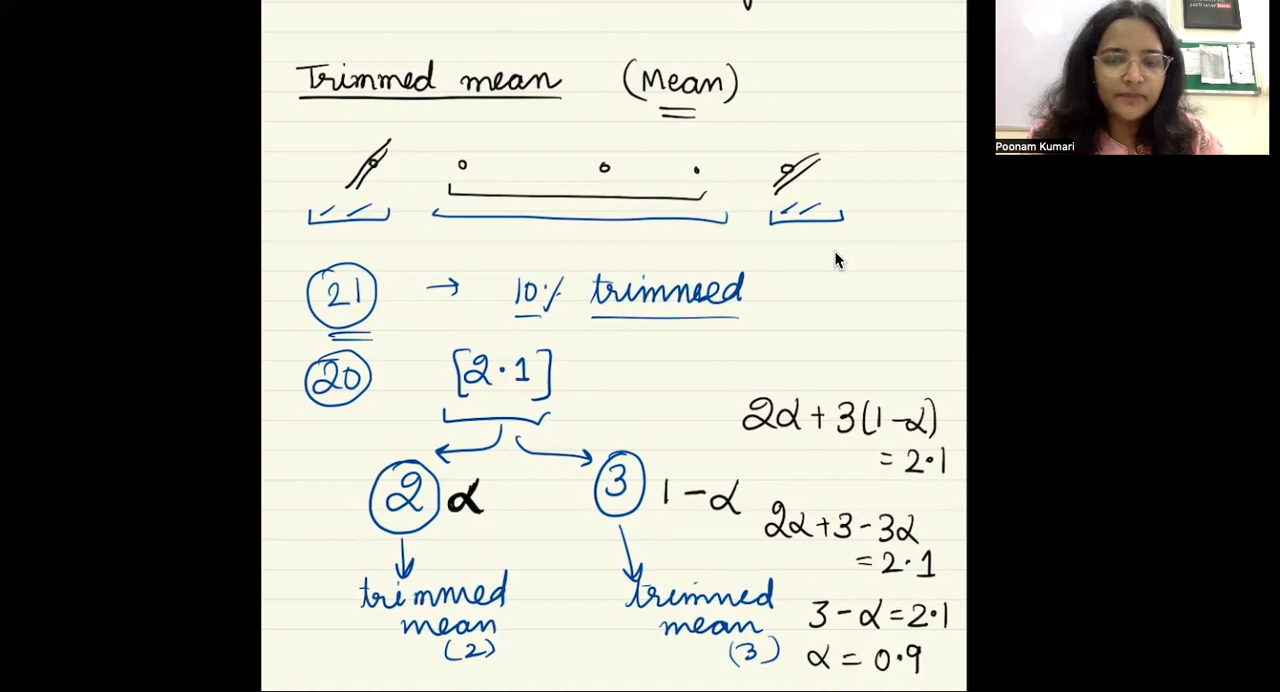 Trimmed mean (Mean)
21 → 10% trimmed
20 [2.1]
2 α 3 1-α
trimmed mean (2)
trimmed mean (3)
2α + 3(1-α)
= 2.1
2α + 3 - 3α
= 2.1
3 - α = 2.1
α = 0.9
Poonam Kumari